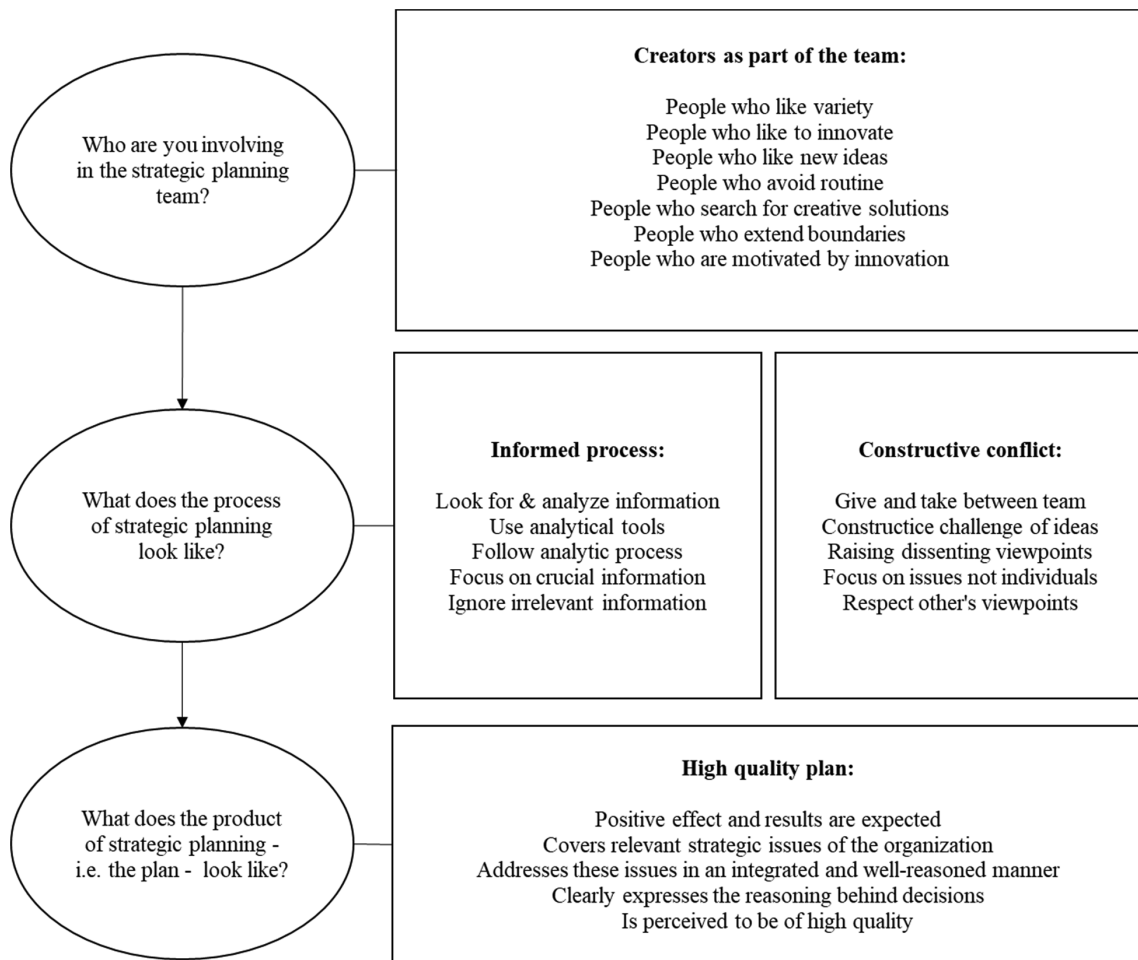 Who are you involving
in the strategic planning
team?
Creators as part of the team:
People who like variety
People who like to innovate
People who like new ideas
People who avoid routine
People who search for creative solutions
People who extend boundaries
People who are motivated by innovation
What does the process
of strategic planning
look like?
Informed process:
Look for & analyze information
Use analytical tools
Follow analytic process
Focus on crucial information
Ignore irrelevant information
Constructive conflict:
Give and take between team
Constructice challenge of ideas
Raising dissenting viewpoints
Focus on issues not individuals
Respect other's viewpoints
What does the product
of strategic planning -
i.e. the plan - look like?
High quality plan:
Positive effect and results are expected
Covers relevant strategic issues of the organization
Addresses these issues in an integrated and well-reasoned manner
Clearly expresses the reasoning behind decisions
Is perceived to be of high quality